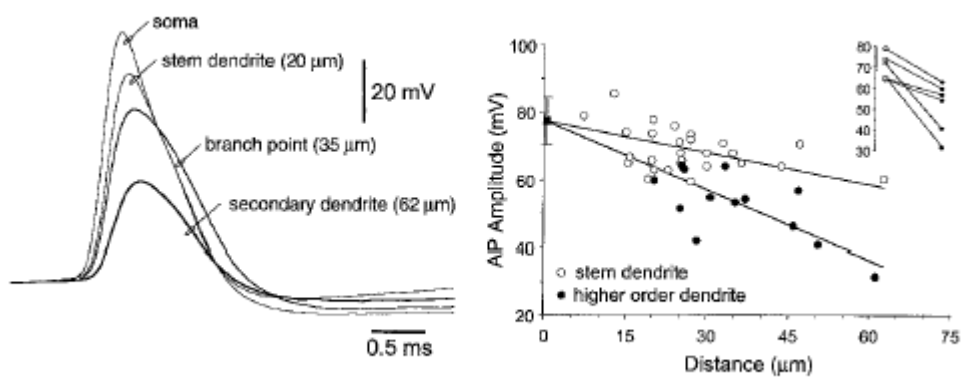 soma
stem dendrite (20 µm)
20 mV
branch point (35 µm)
secondary dendrite (62 µm)
0.5 ms
100
80
60
40
20
AIP Amplitude (mV)
80
70
60
50
40
30
○ stem dendrite
● higher order dendrite
0
15
30
45
60
75
Distance (µm)